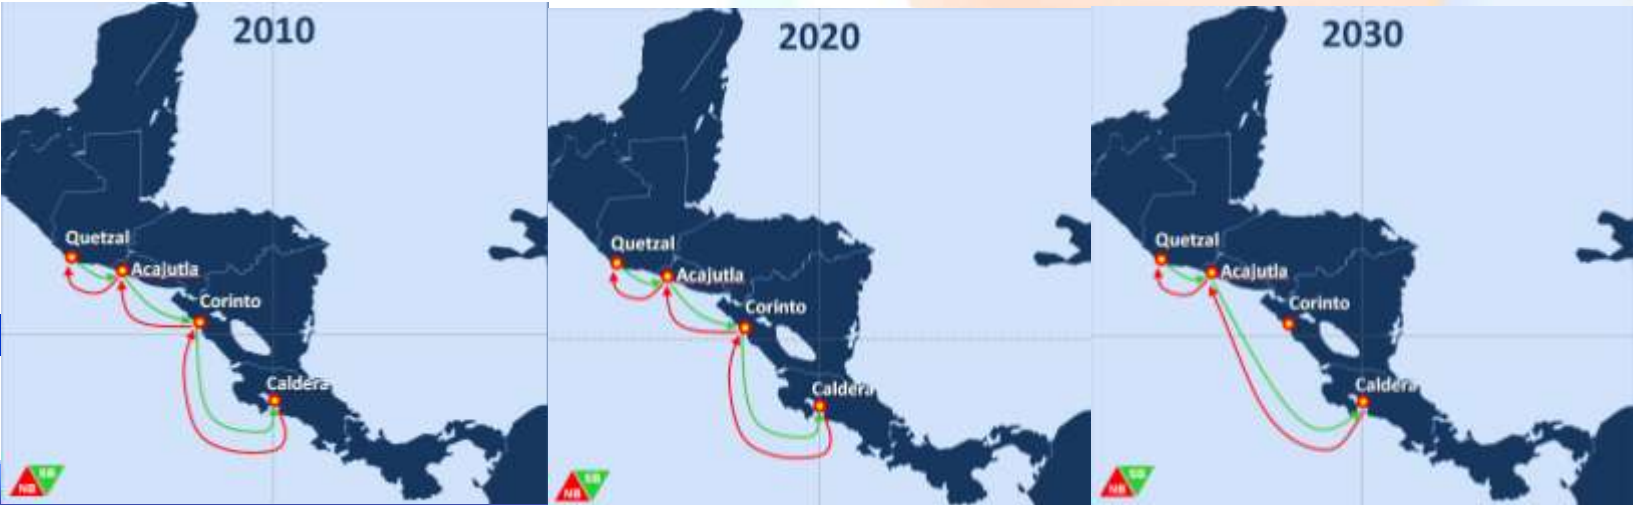 2010
Quetzal
Acajutla
Corinto
Caldera
NB
SB
2020
Quetzal
Acajutla
Corinto
Caldera
NB
SB
2030
Quetzal
Acajutla
Corinto
Caldera
NB
SB